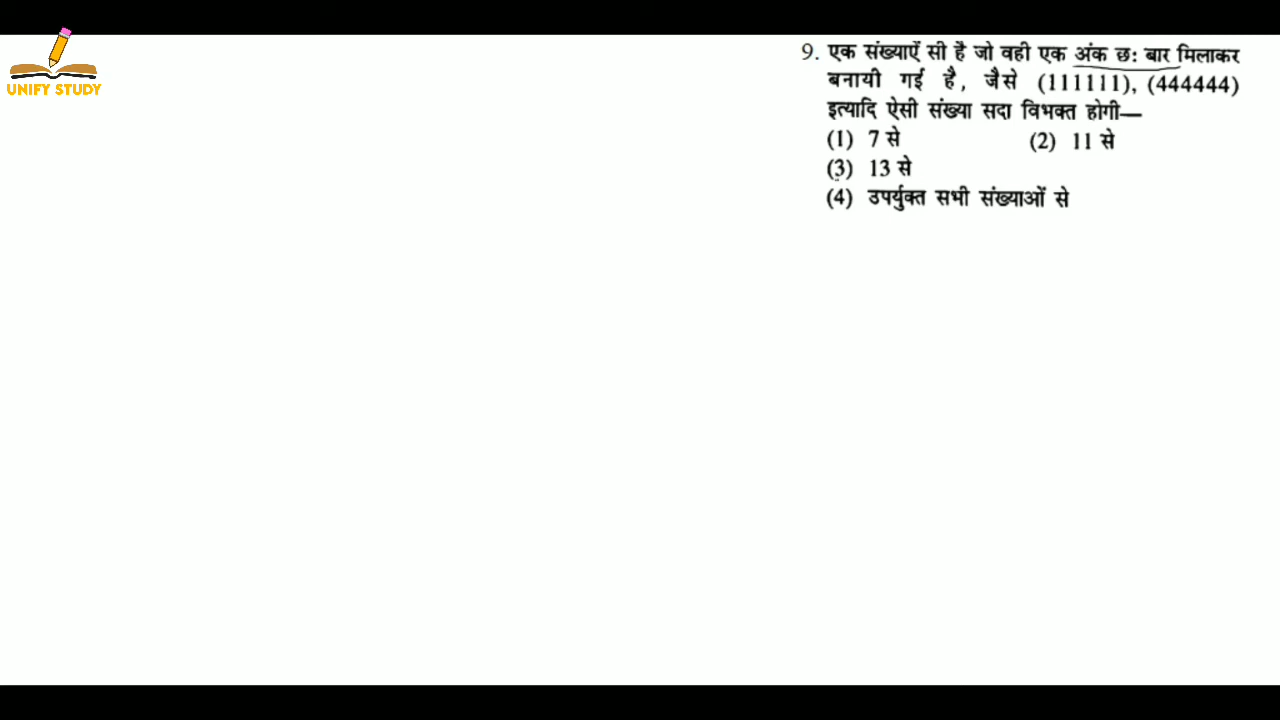 UNIFY STUDY
9. एक संख्याएँ सी है जो वही एक अंक छः बार मिलाकर
बनायी गई है, जैसे (111111), (444444)
इत्यादि ऐसी संख्या सदा विभक्त होगी—
(1) 7 से (2) 11 से
(3) 13 से
(4) उपर्युक्त सभी संख्याओं से